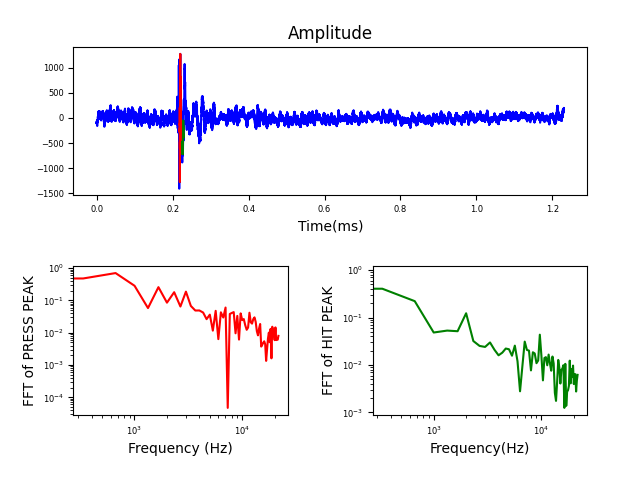 Amplitude
1000
500
0
−500
−1000
−1500
0.0 0.2 0.4 0.6 0.8 1.0 1.2
Time(ms)
FFT of PRESS PEAK
10⁰
10⁻¹
10⁻²
10⁻³
10⁻⁴
10³ 10⁴
Frequency (Hz)
FFT of HIT PEAK
10⁰
10⁻¹
10⁻²
10⁻³
10³ 10⁴
Frequency(Hz)